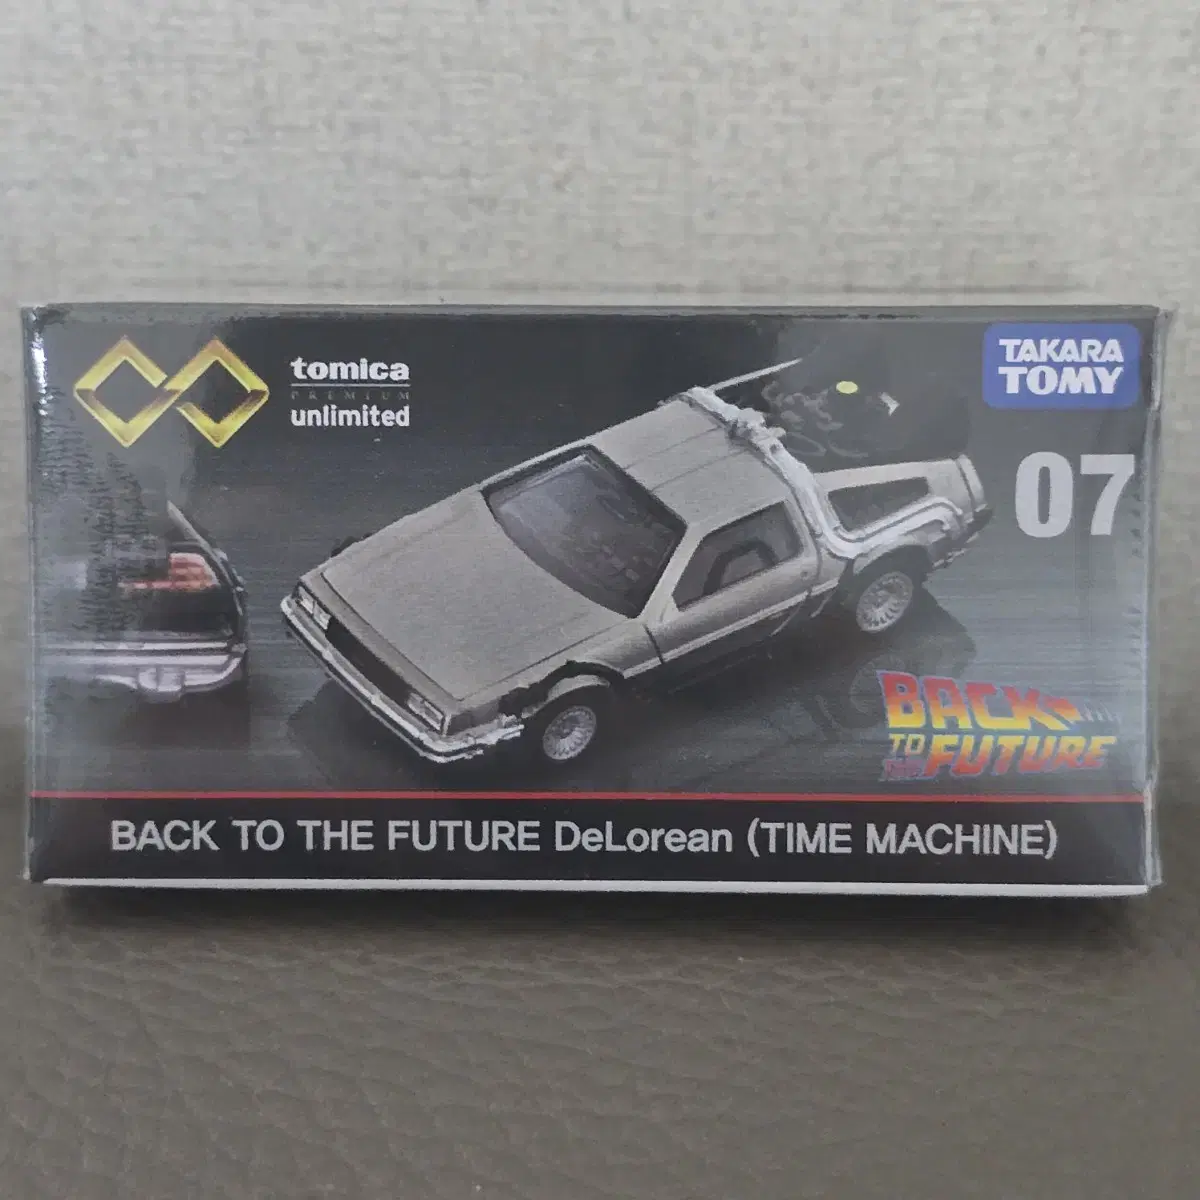 tomica
PREMIUM
unlimited
TAKARA
TOMY
07
BACK
TO
THE FUTURE
BACK TO THE FUTURE DeLorean (TIME MACHINE)